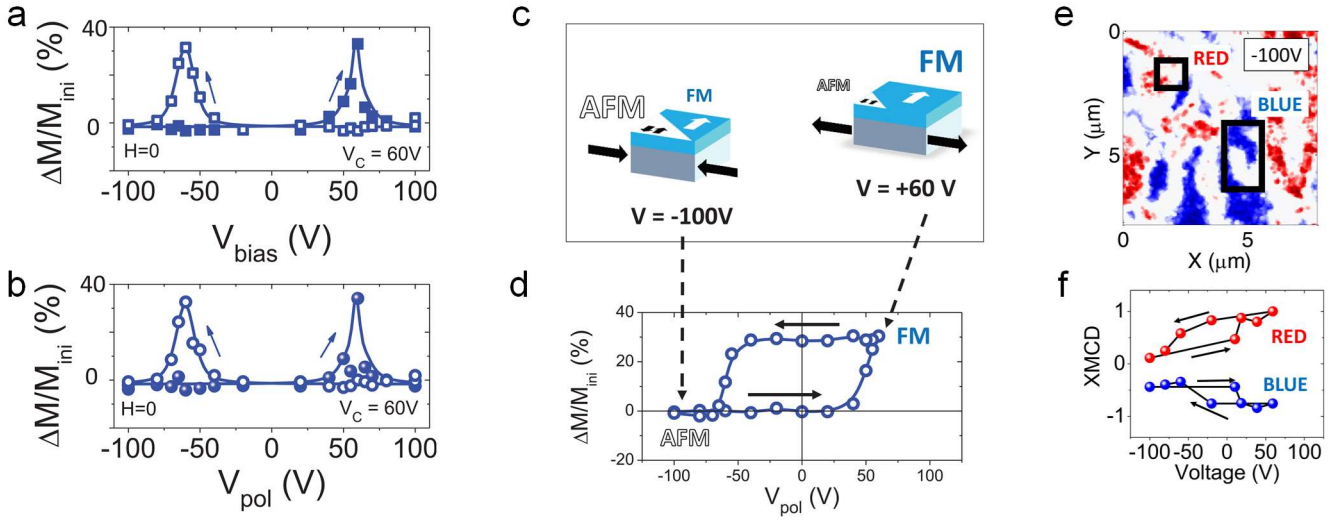 a
ΔM/M_ini (%)
40
0
H=0
V_C = 60V
-100 -50 0 50 100
V_bias (V)
b
ΔM/M_ini (%)
40
0
H=0
V_C = 60V
-100 -50 0 50 100
V_pol (V)
c
AFM
FM
V = -100V
AFM
FM
V = +60 V
d
ΔM/M_ini (%)
40
30
20
10
0
-20
FM
AFM
-100 -50 0 50 100
V_pol (V)
e
Y (μm)
0
5
RED
-100V
BLUE
0 5
X (μm)
f
XMCD
1
0
-1
RED
BLUE
-100 -50 0 50 100
Voltage (V)